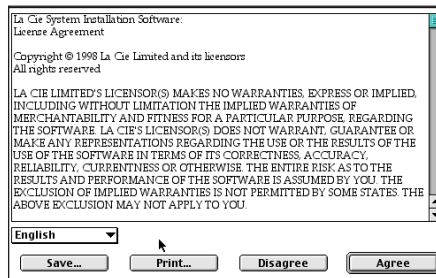 La Cie System Installation Software:
License Agreement
Copyright © 1998 La Cie Limited and its licensors
All rights reserved
LA CIE LIMITED'S LICENSOR(S) MAKES NO WARRANTIES, EXPRESS OR IMPLIED,
INCLUDING WITHOUT LIMITATION THE IMPLIED WARRANTIES OF
MERCHANTABILITY AND FITNESS FOR A PARTICULAR PURPOSE, REGARDING
THE SOFTWARE. LA CIE'S LICENSOR(S) DOES NOT WARRANT, GUARANTEE OR
MAKE ANY REPRESENTATIONS REGARDING THE USE OR THE RESULTS OF THE
USE OF THE SOFTWARE IN TERMS OF ITS CORRECTNESS, ACCURACY,
RELIABILITY, CURRENTNESS OR OTHERWISE. THE ENTIRE RISK AS TO THE
RESULTS AND PERFORMANCE OF THE SOFTWARE IS ASSUMED BY YOU. THE
EXCLUSION OF IMPLIED WARRANTIES IS NOT PERMITTED BY SOME STATES. THE
ABOVE EXCLUSION MAY NOT APPLY TO YOU.
English
Save... Print... Disagree Agree